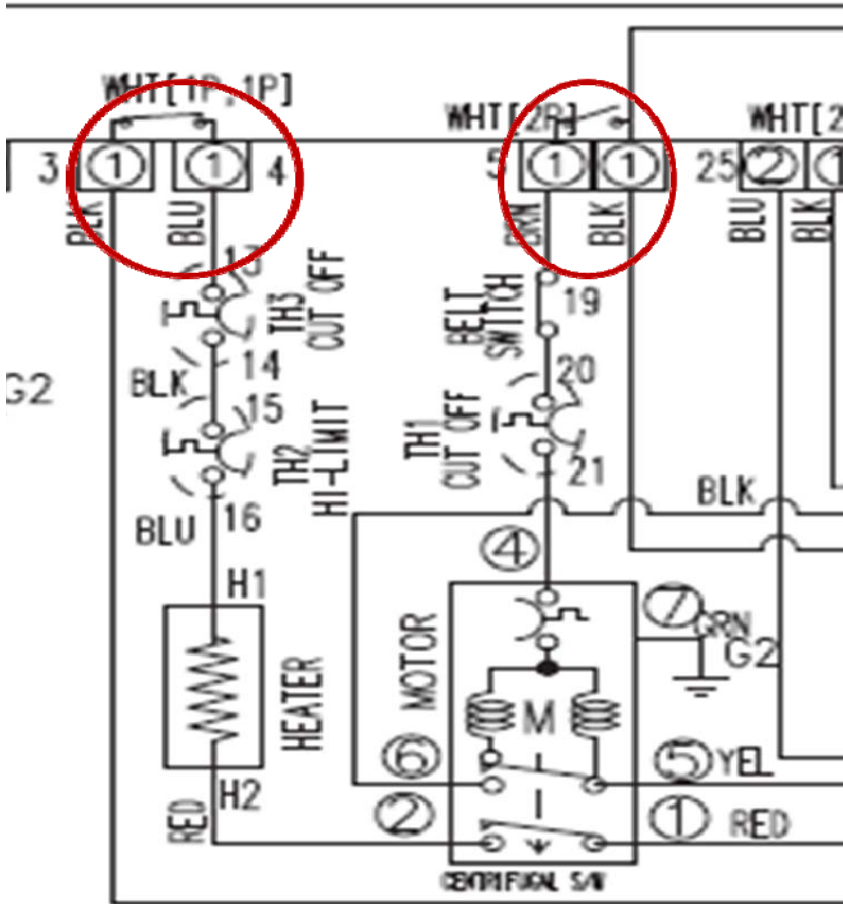 WHT[1P,1P]
WHT[2P]
WHT[2
3
1
1
4
5
1
1
25
2
1
BLK
BLU
BRN
BLK
BLU
BLK
13
TH3
CUT OFF
14
BLK
15
TH2
HI-LIMIT
16
BLU
H1
HEATER
H2
RED
G2
BELT
SWITCH
19
20
TH1
CUT OFF
21
BLK
4
MOTOR
7
GRN
G2
M
6
5
YEL
2
1
RED
CENTRIFUGAL S/W